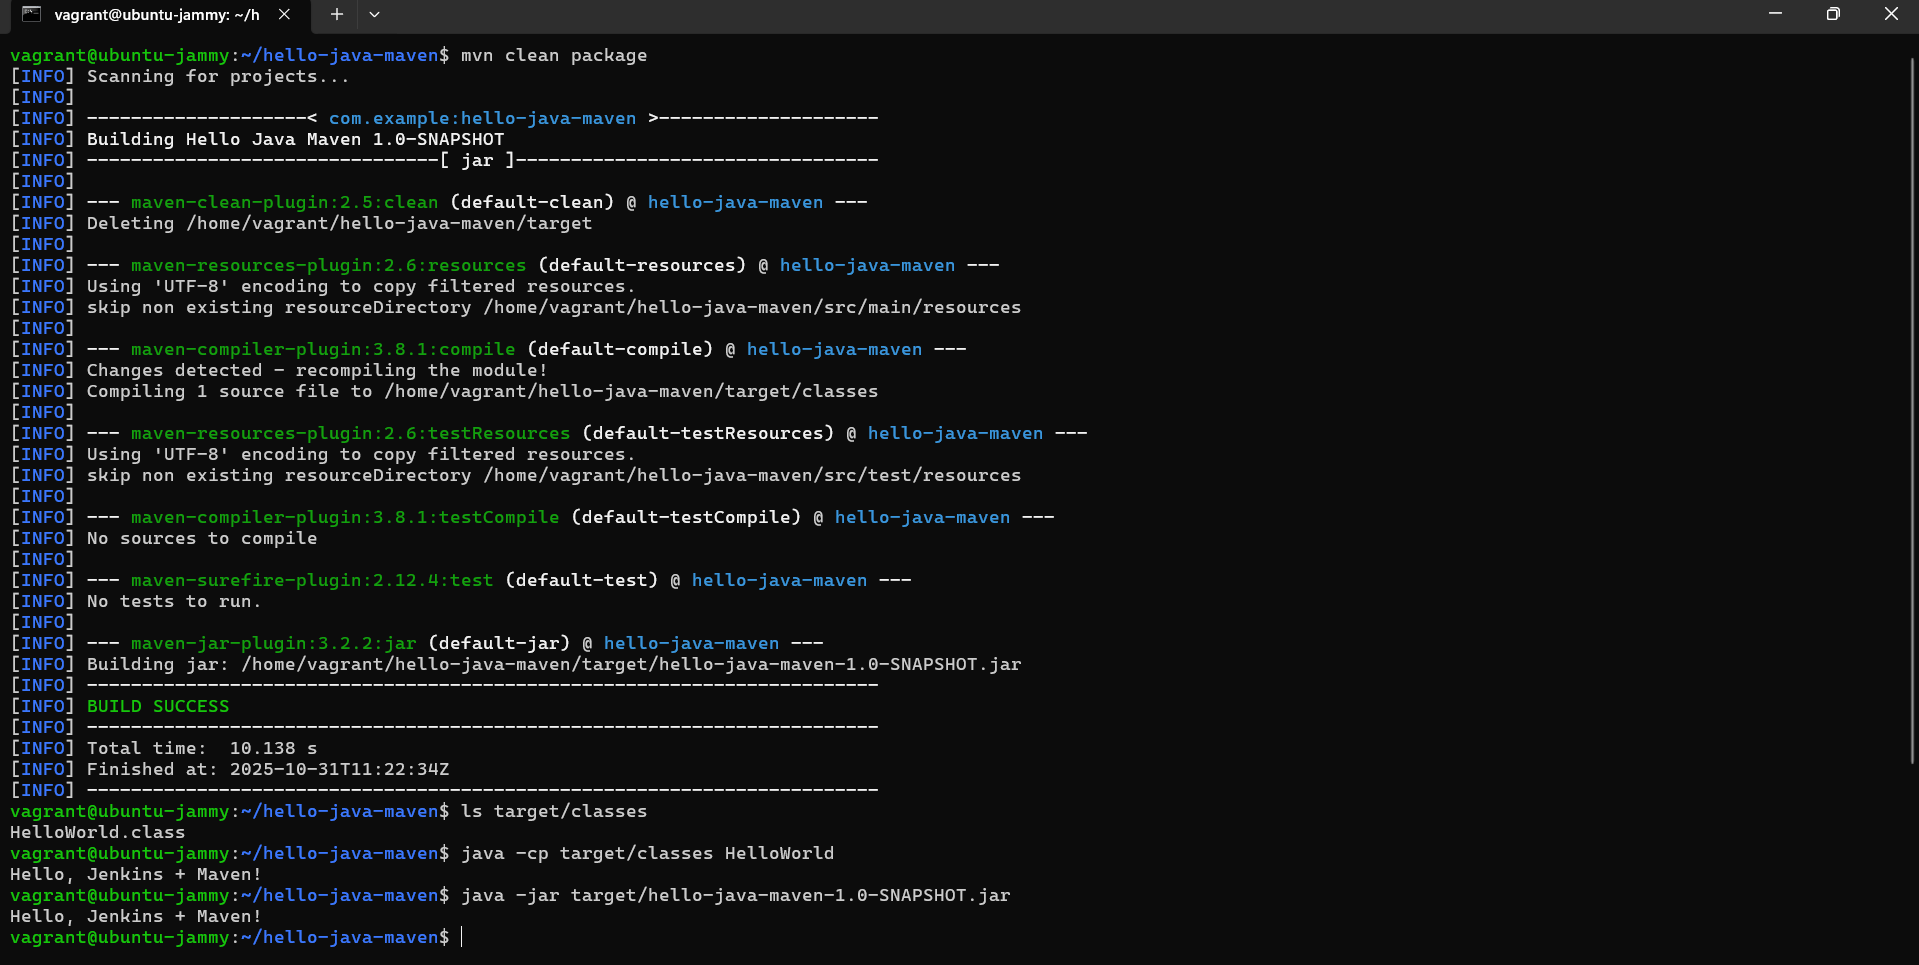 vagrant@ubuntu-jammy: ~/h
vagrant@ubuntu-jammy:~/hello-java-maven$ mvn clean package
[INFO] Scanning for projects...
[INFO]
[INFO] --------------------< com.example:hello-java-maven >--------------------
[INFO] Building Hello Java Maven 1.0-SNAPSHOT
[INFO] --------------------------------[ jar ]---------------------------------
[INFO]
[INFO] --- maven-clean-plugin:2.5:clean (default-clean) @ hello-java-maven ---
[INFO] Deleting /home/vagrant/hello-java-maven/target
[INFO]
[INFO] --- maven-resources-plugin:2.6:resources (default-resources) @ hello-java-maven ---
[INFO] Using 'UTF-8' encoding to copy filtered resources.
[INFO] skip non existing resourceDirectory /home/vagrant/hello-java-maven/src/main/resources
[INFO]
[INFO] --- maven-compiler-plugin:3.8.1:compile (default-compile) @ hello-java-maven ---
[INFO] Changes detected - recompiling the module!
[INFO] Compiling 1 source file to /home/vagrant/hello-java-maven/target/classes
[INFO]
[INFO] --- maven-resources-plugin:2.6:testResources (default-testResources) @ hello-java-maven ---
[INFO] Using 'UTF-8' encoding to copy filtered resources.
[INFO] skip non existing resourceDirectory /home/vagrant/hello-java-maven/src/test/resources
[INFO]
[INFO] --- maven-compiler-plugin:3.8.1:testCompile (default-testCompile) @ hello-java-maven ---
[INFO] No sources to compile
[INFO]
[INFO] --- maven-surefire-plugin:2.12.4:test (default-test) @ hello-java-maven ---
[INFO] No tests to run.
[INFO]
[INFO] --- maven-jar-plugin:3.2.2:jar (default-jar) @ hello-java-maven ---
[INFO] Building jar: /home/vagrant/hello-java-maven/target/hello-java-maven-1.0-SNAPSHOT.jar
[INFO] ------------------------------------------------------------------------
[INFO] BUILD SUCCESS
[INFO] ------------------------------------------------------------------------
[INFO] Total time:  10.138 s
[INFO] Finished at: 2025-10-31T11:22:34Z
[INFO] ------------------------------------------------------------------------
vagrant@ubuntu-jammy:~/hello-java-maven$ ls target/classes
HelloWorld.class
vagrant@ubuntu-jammy:~/hello-java-maven$ java -cp target/classes HelloWorld
Hello, Jenkins + Maven!
vagrant@ubuntu-jammy:~/hello-java-maven$ java -jar target/hello-java-maven-1.0-SNAPSHOT.jar
Hello, Jenkins + Maven!
vagrant@ubuntu-jammy:~/hello-java-maven$